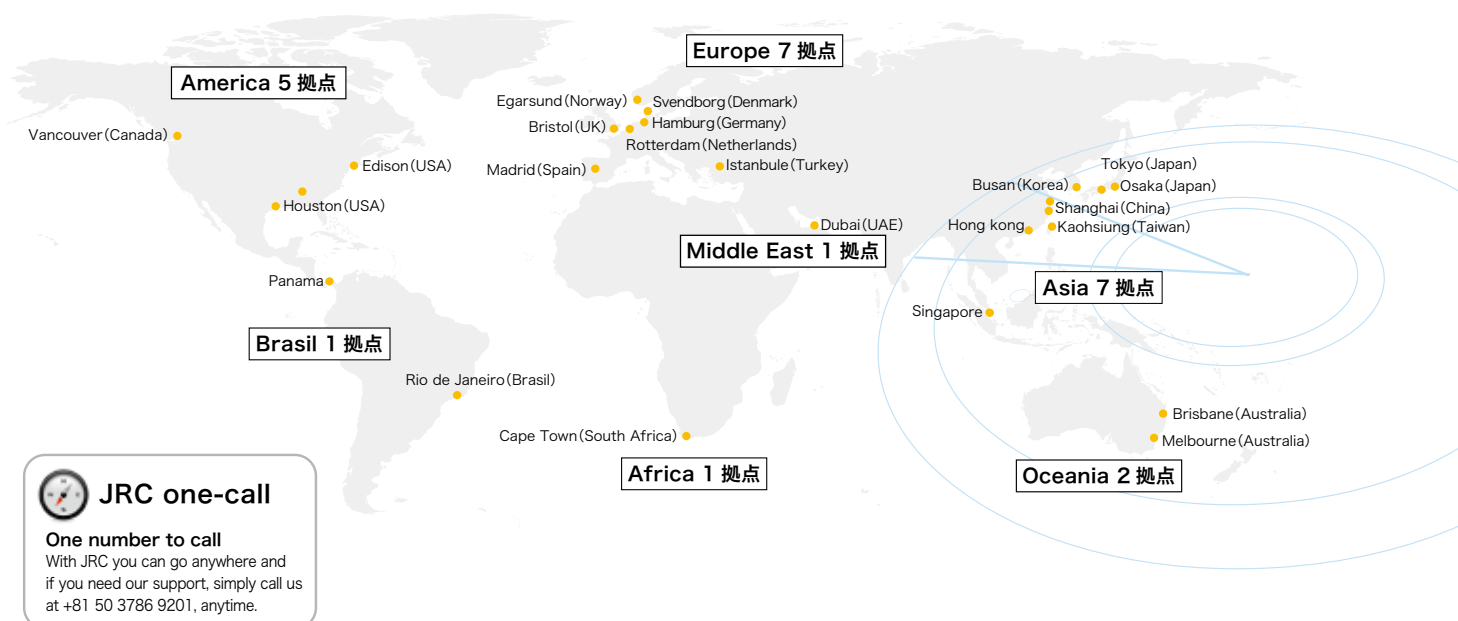 Europe 7 拠点
America 5 拠点
Egarsund(Norway)
Svendborg(Denmark)
Bristol(UK)
Hamburg(Germany)
Vancouver(Canada)
Rotterdam(Netherlands)
Edison(USA)
Madrid(Spain)
Istanbule(Turkey)
Tokyo(Japan)
Busan(Korea)
Osaka(Japan)
Houston(USA)
Shanghai(China)
Dubai(UAE)
Hong kong
Kaohsiung(Taiwan)
Middle East 1 拠点
Panama
Asia 7 拠点
Singapore
Brasil 1 拠点
Rio de Janeiro(Brasil)
Brisbane(Australia)
Cape Town(South Africa)
Melbourne(Australia)
Africa 1 拠点
Oceania 2 拠点
JRC one-call
One number to call
With JRC you can go anywhere and
if you need our support, simply call us
at +81 50 3786 9201, anytime.